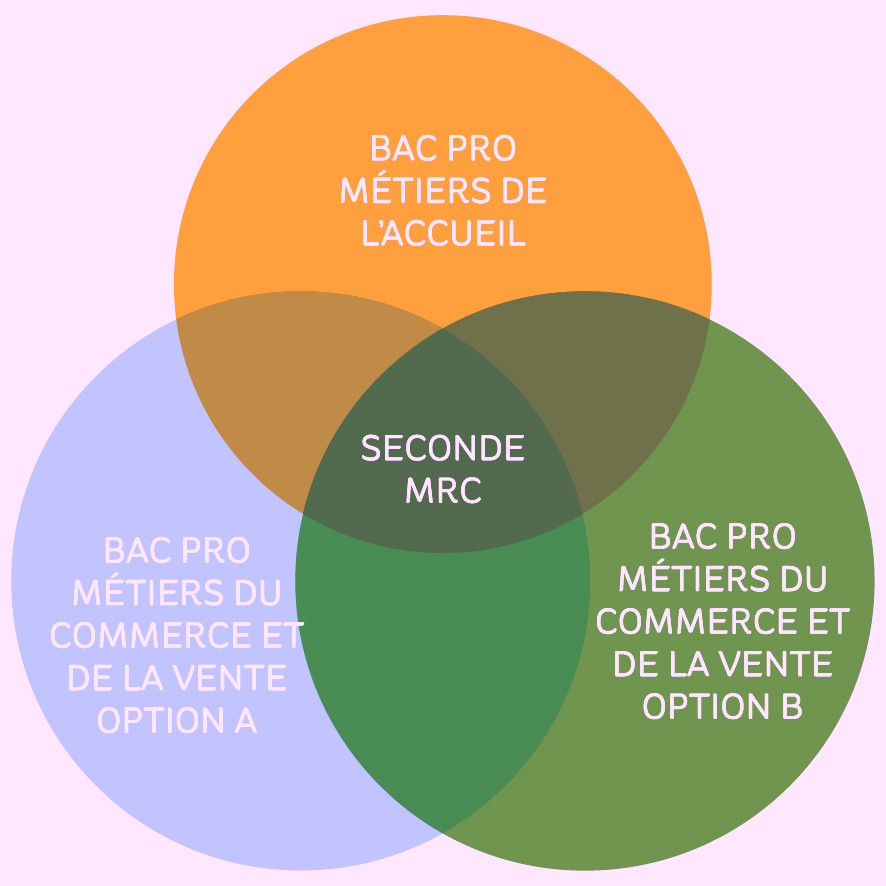 BAC PRO
MÉTIERS DE
L'ACCUEIL
SECONDE
MRC
BAC PRO
MÉTIERS DU
COMMERCE ET
DE LA VENTE
OPTION A
BAC PRO
MÉTIERS DU
COMMERCE ET
DE LA VENTE
OPTION B